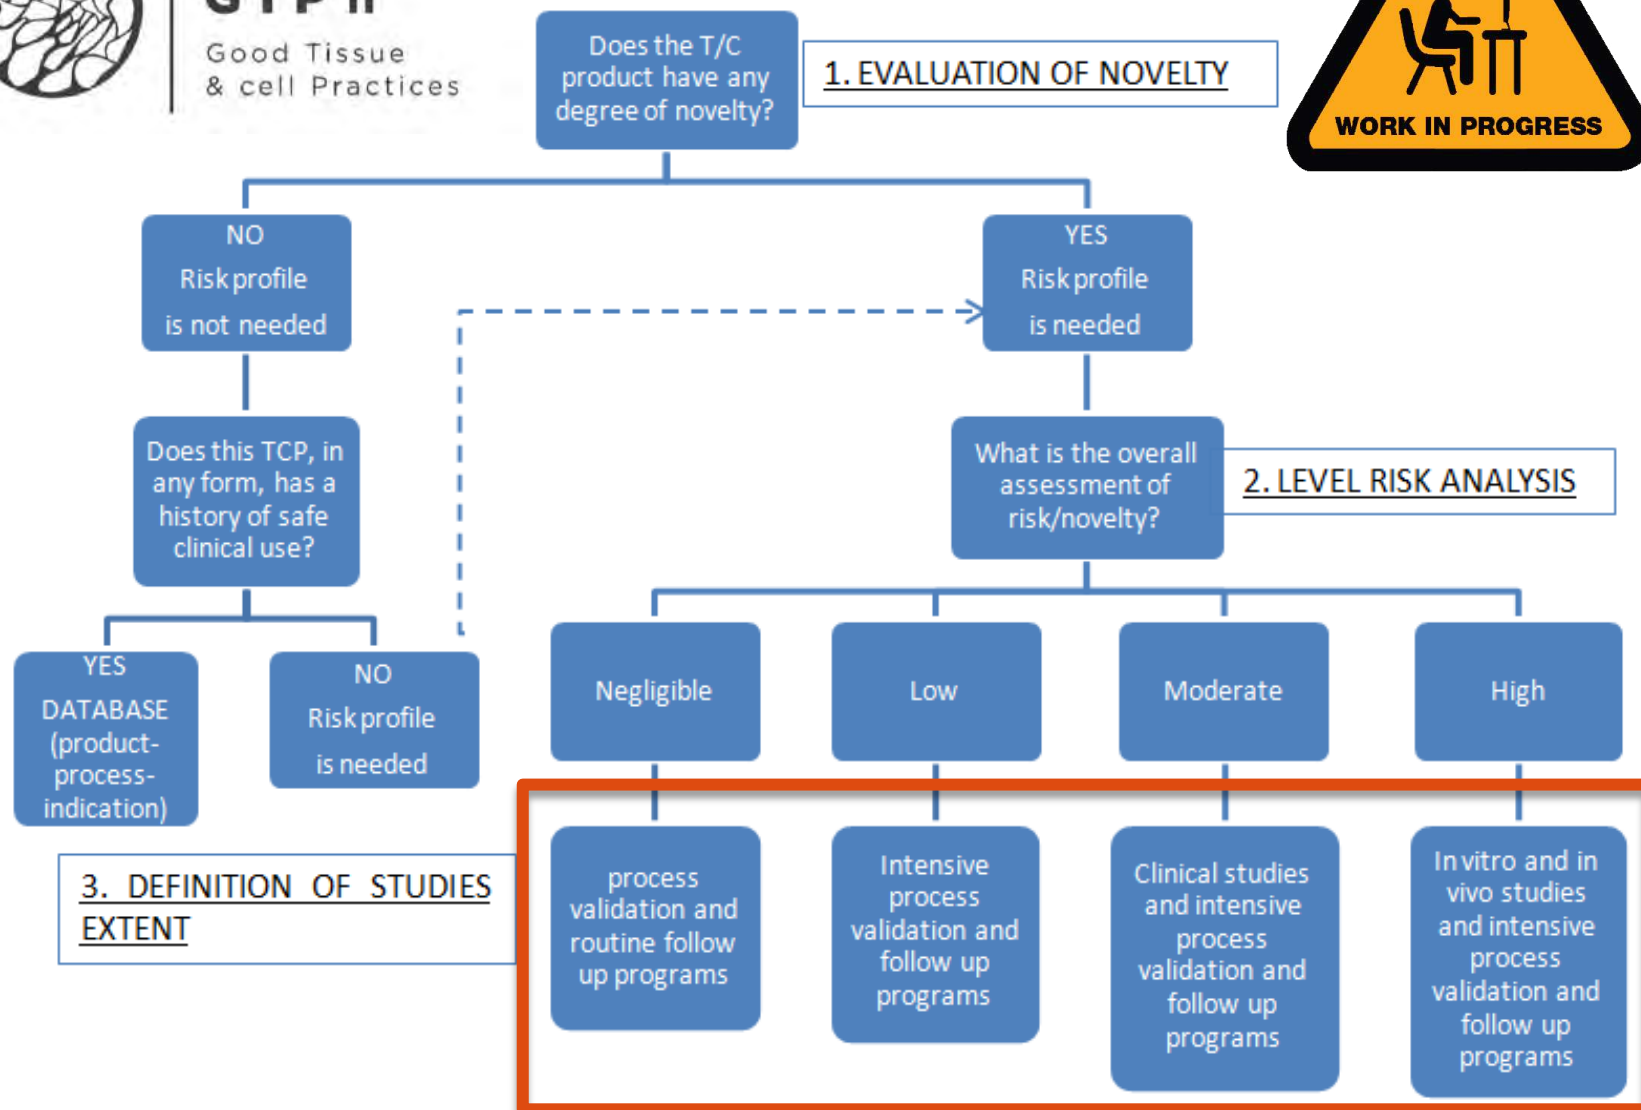 Good Tissue
& cell Practices
Does the T/C
product have any
degree of novelty?
1. EVALUATION OF NOVELTY
WORK IN PROGRESS
NO
Risk profile
is not needed
YES
Risk profile
is needed
Does this TCP, in
any form, has a
history of safe
clinical use?
What is the overall
assessment of
risk/novelty?
2. LEVEL RISK ANALYSIS
YES
DATABASE
(product-
process-
indication)
NO
Risk profile
is needed
Negligible
Low
Moderate
High
3. DEFINITION OF STUDIES
EXTENT
process
validation and
routine follow
up programs
Intensive
process
validation and
follow up
programs
Clinical studies
and intensive
process
validation and
follow up
programs
In vitro and in
vivo studies
and intensive
process
validation and
follow up
programs